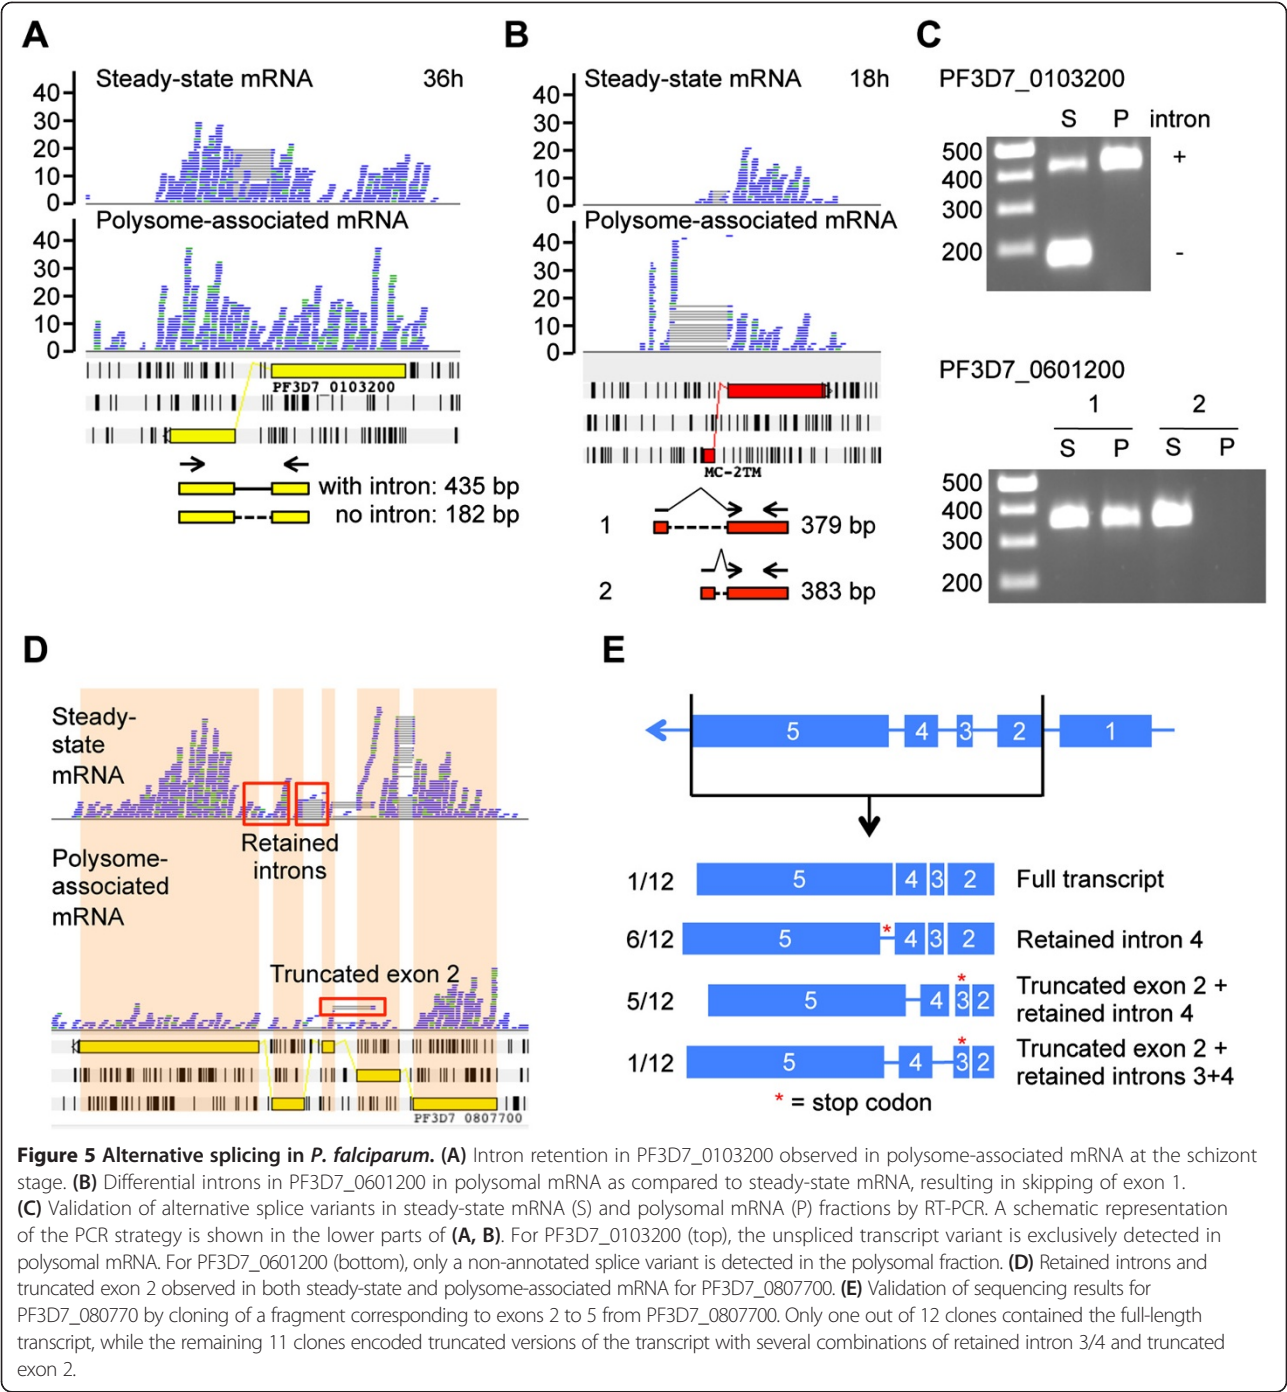 A
Steady-state mRNA 36h
40
30
20
10
0
Polysome-associated mRNA
40
30
20
10
0
PF3D7_0103200
with intron: 435 bp
no intron: 182 bp
B
Steady-state mRNA 18h
40
30
20
10
0
Polysome-associated mRNA
40
30
20
10
0
MC-2TM
1 379 bp
2 383 bp
C
PF3D7_0103200
S P intron
500 +
400
300
200 -
PF3D7_0601200
1 2
S P S P
500
400
300
200
D
Steady-
state
mRNA
Retained
introns
Polysome-
associated
mRNA
Truncated exon 2
PF3D7_0807700
E
5 4 3 2 1
1/12 5 4 3 2 Full transcript
6/12 5 * 4 3 2 Retained intron 4
5/12 5 4 * 3 2 Truncated exon 2 +
retained intron 4
1/12 5 4 * 3 2 Truncated exon 2 +
retained introns 3+4
* = stop codon
Figure 5 Alternative splicing in P. falciparum. (A) Intron retention in PF3D7_0103200 observed in polysome-associated mRNA at the schizont
stage. (B) Differential introns in PF3D7_0601200 in polysomal mRNA as compared to steady-state mRNA, resulting in skipping of exon 1.
(C) Validation of alternative splice variants in steady-state mRNA (S) and polysomal mRNA (P) fractions by RT-PCR. A schematic representation
of the PCR strategy is shown in the lower parts of (A, B). For PF3D7_0103200 (top), the unspliced transcript variant is exclusively detected in
polysomal mRNA. For PF3D7_0601200 (bottom), only a non-annotated splice variant is detected in the polysomal fraction. (D) Retained introns and
truncated exon 2 observed in both steady-state and polysome-associated mRNA for PF3D7_0807700. (E) Validation of sequencing results for
PF3D7_080770 by cloning of a fragment corresponding to exons 2 to 5 from PF3D7_0807700. Only one out of 12 clones contained the full-length
transcript, while the remaining 11 clones encoded truncated versions of the transcript with several combinations of retained intron 3/4 and truncated
exon 2.